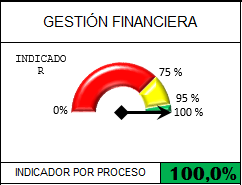 GESTIÓN FINANCIERA
INDICADO
R
75 %
95 %
0%
100 %
INDICADOR POR PROCESO
100,0%